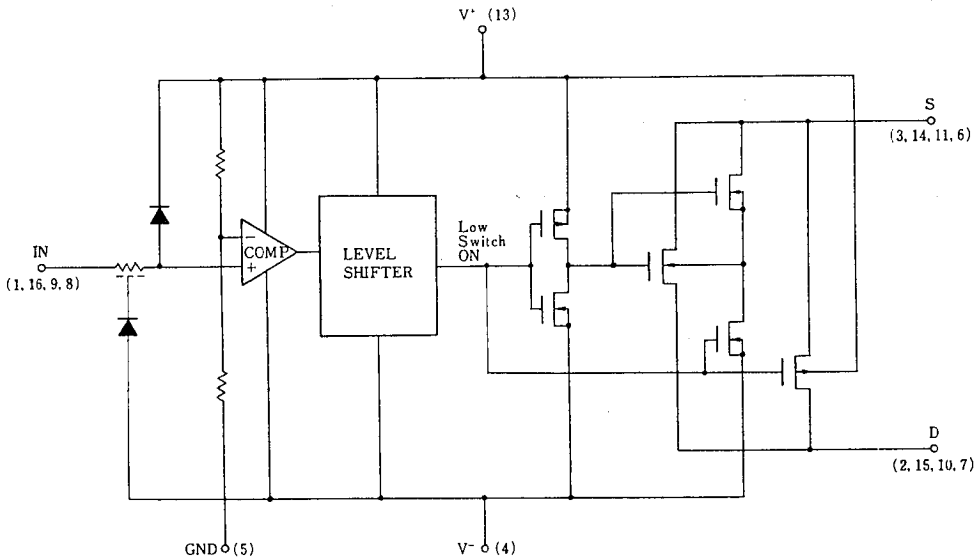 V⁺ (13)
S
(3, 14, 11, 6)
IN
(1, 16, 9, 8)
−
COMP
+
LEVEL
SHIFTER
Low
Switch
ON
D
(2, 15, 10, 7)
GND (5)
V⁻ (4)